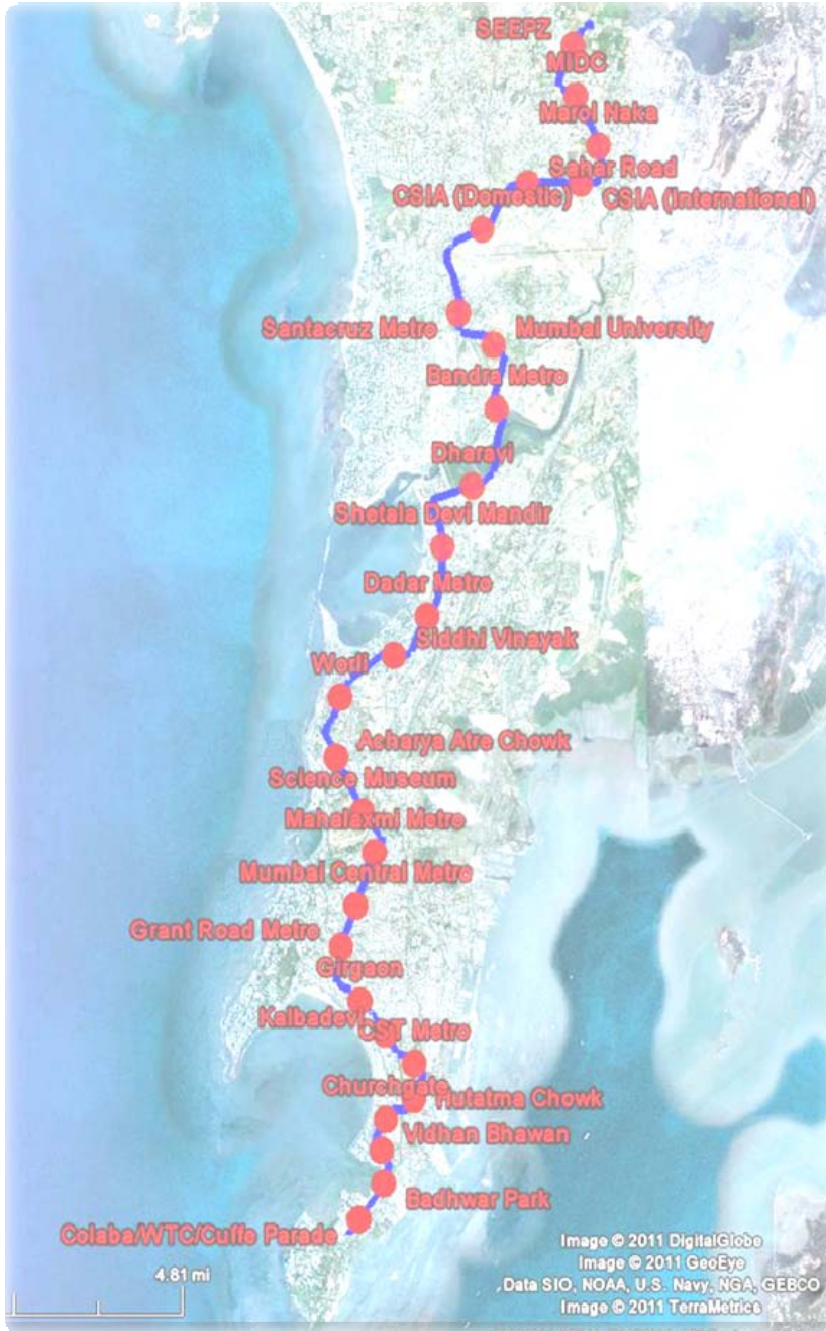 SEEPZ
MIDC
Marol Naka
Sahar Road
CSIA (Domestic)
CSIA (International)
Santacruz Metro
Mumbai University
Bandra Metro
Dharavi
Shetala Devi Mandir
Dadar Metro
Siddhi Vinayak
Worli
Acharya Atre Chowk
Science Museum
Mahalaxmi Metro
Mumbai Central Metro
Grant Road Metro
Girgaon
Kalbadevi
CST Metro
Churchgate
Hutatma Chowk
Vidhan Bhawan
Badhwar Park
Colaba/WTC/Cuffe Parade
4.81 mi
Image © 2011 DigitalGlobe
Image © 2011 GeoEye
Data SIO, NOAA, U.S. Navy, NGA, GEBCO
Image © 2011 TerraMetrics